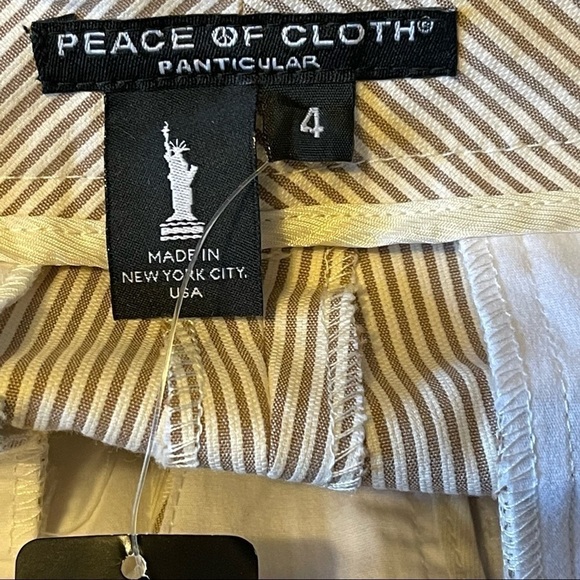 PEACE OF CLOTH®
PANTICULAR
4
MADE IN
NEW YORK CITY.
USA